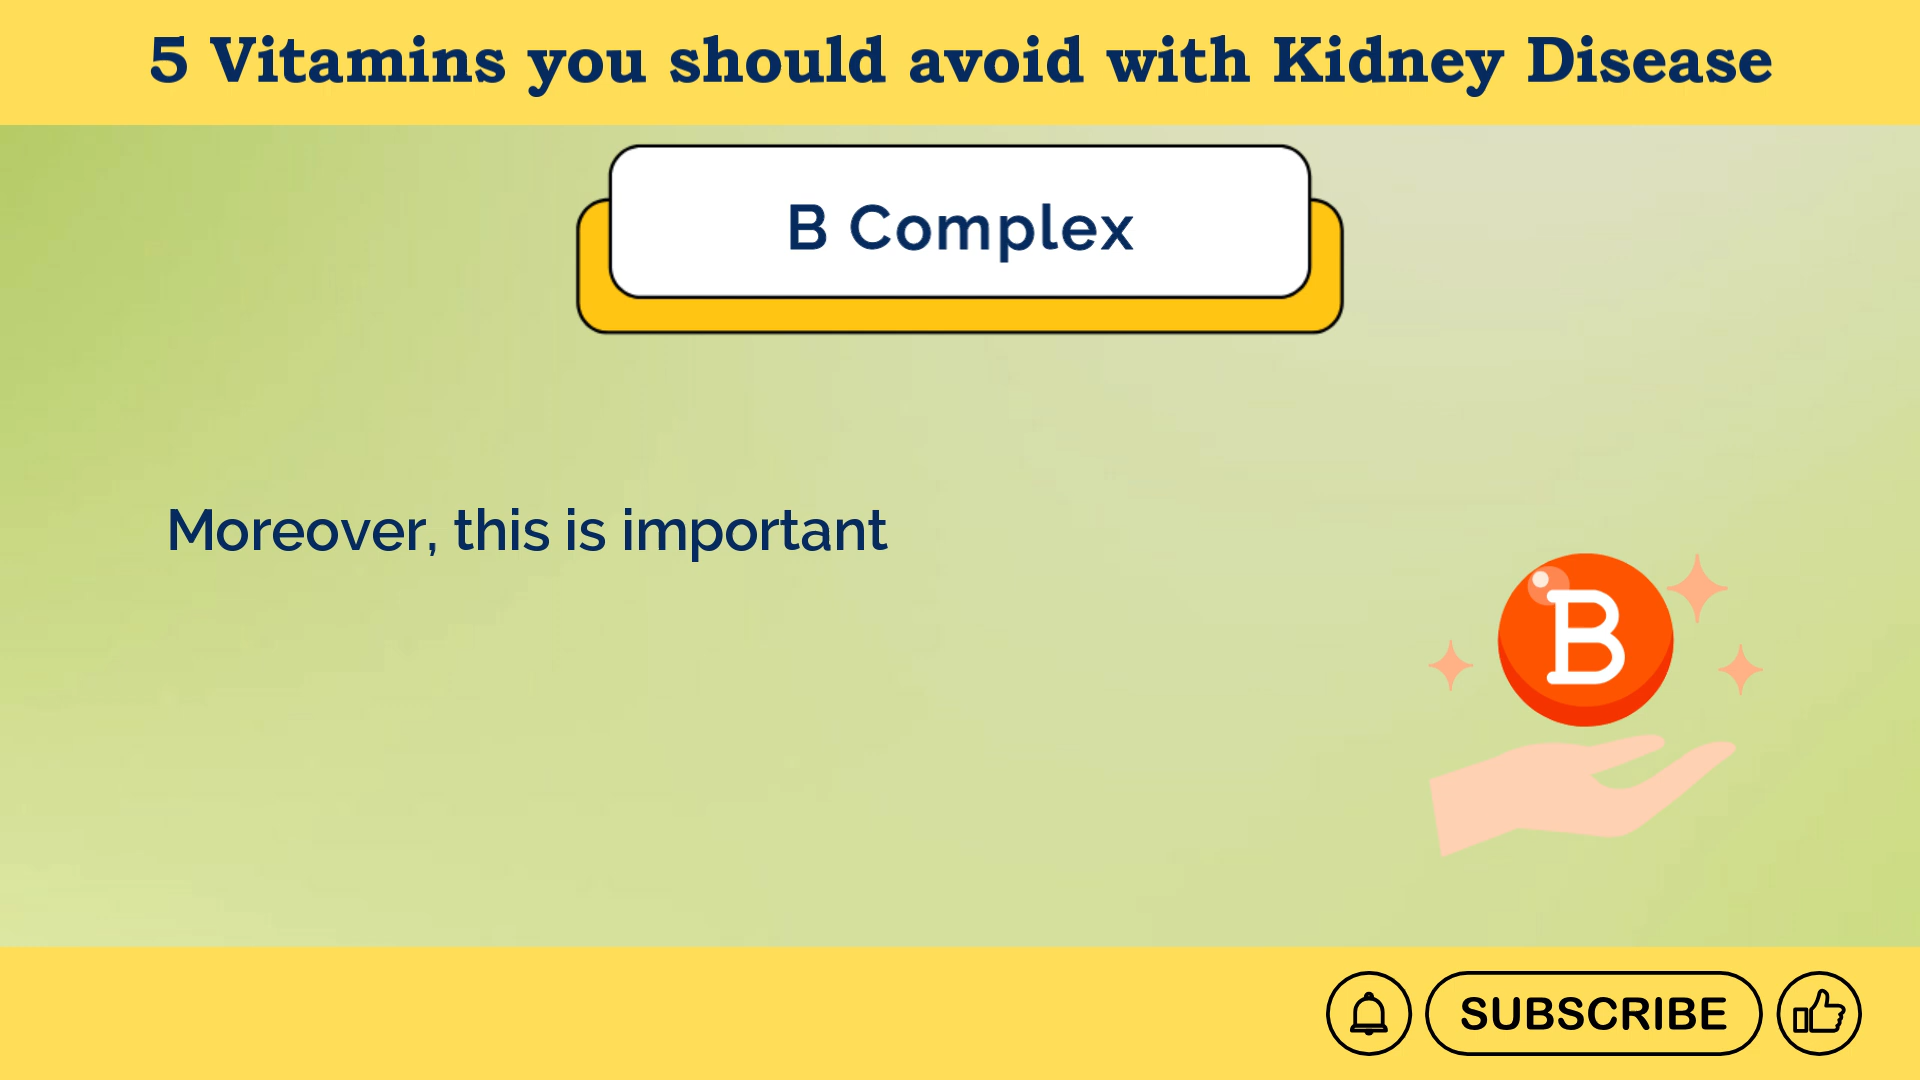 5 Vitamins you should avoid with Kidney Disease
B Complex
Moreover, this is important
B
SUBSCRIBE